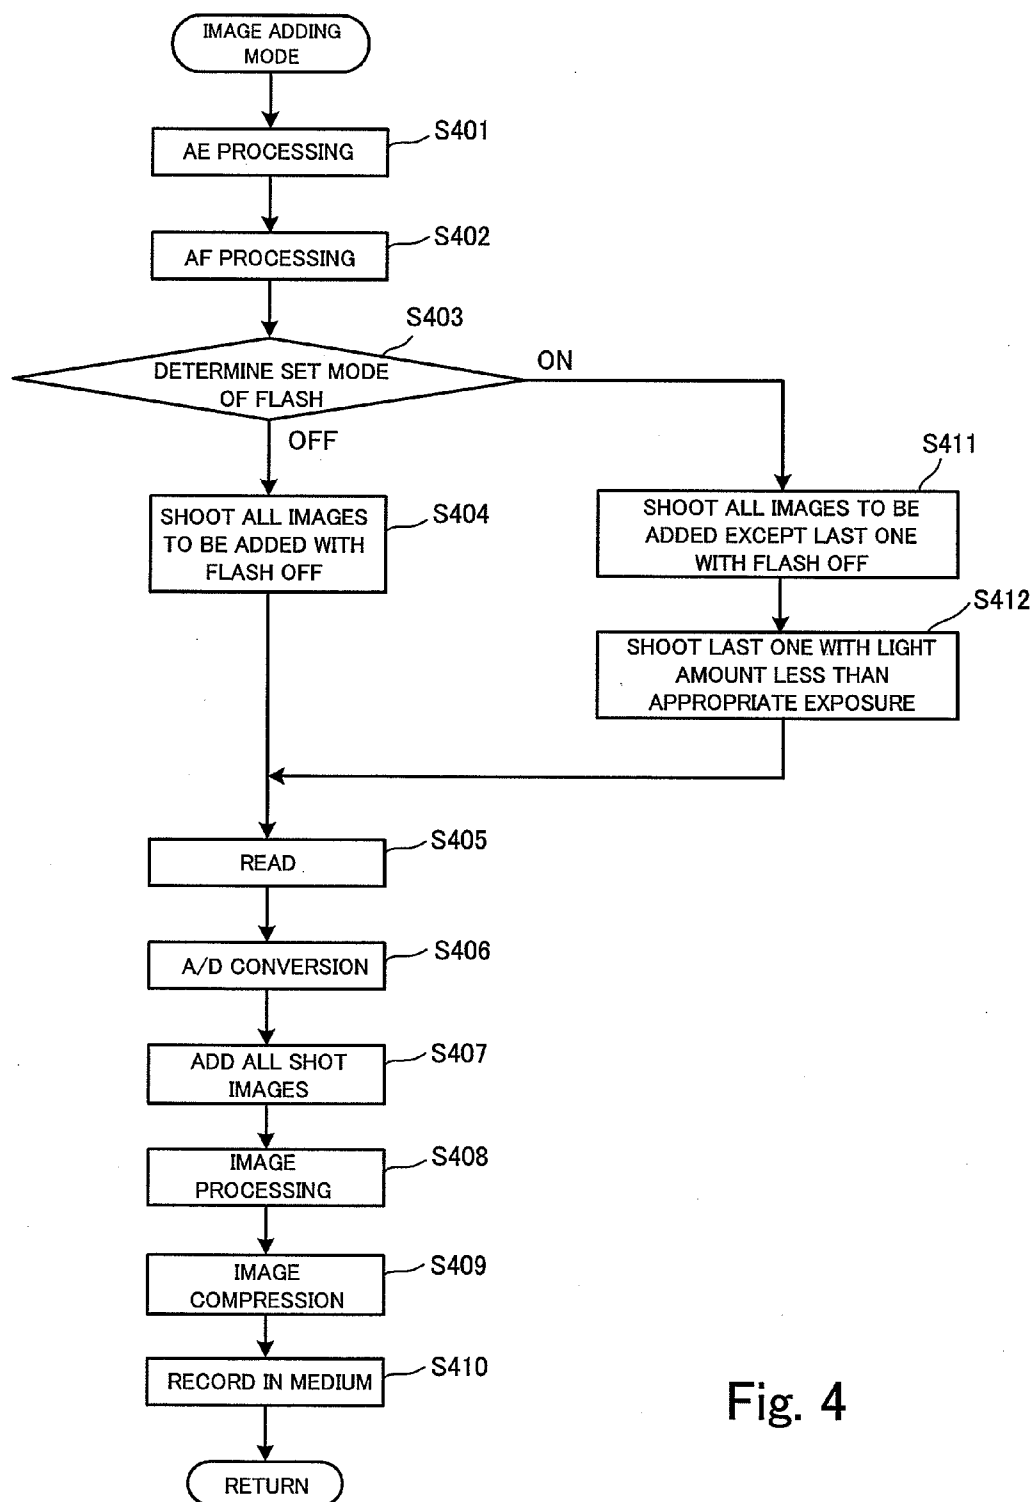 IMAGE ADDING
MODE
S401
AE PROCESSING
S402
AF PROCESSING
S403
DETERMINE SET MODE
OF FLASH
ON
OFF
S404
SHOOT ALL IMAGES
TO BE ADDED WITH
FLASH OFF
S411
SHOOT ALL IMAGES TO BE
ADDED EXCEPT LAST ONE
WITH FLASH OFF
S412
SHOOT LAST ONE WITH LIGHT
AMOUNT LESS THAN
APPROPRIATE EXPOSURE
S405
READ
S406
A/D CONVERSION
S407
ADD ALL SHOT
IMAGES
S408
IMAGE
PROCESSING
S409
IMAGE
COMPRESSION
S410
RECORD IN MEDIUM
RETURN
Fig. 4